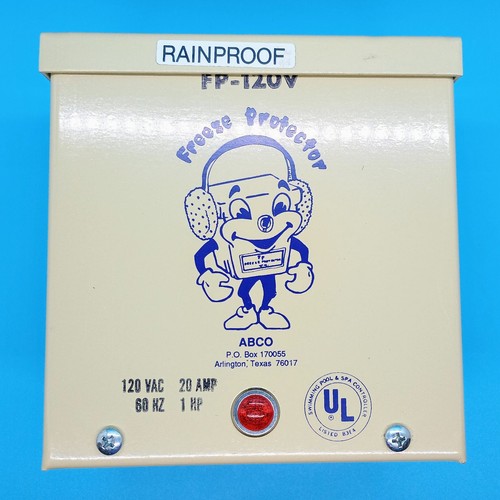 RAINPROOF
FP-120V
Freeze Protector
ABCO
P.O. Box 170055
Arlington, Texas 76017
120 VAC 20 AMP
60 HZ 1 HP
SWIMMING POOL & SPA CONTROLLER
UL
®
LISTED